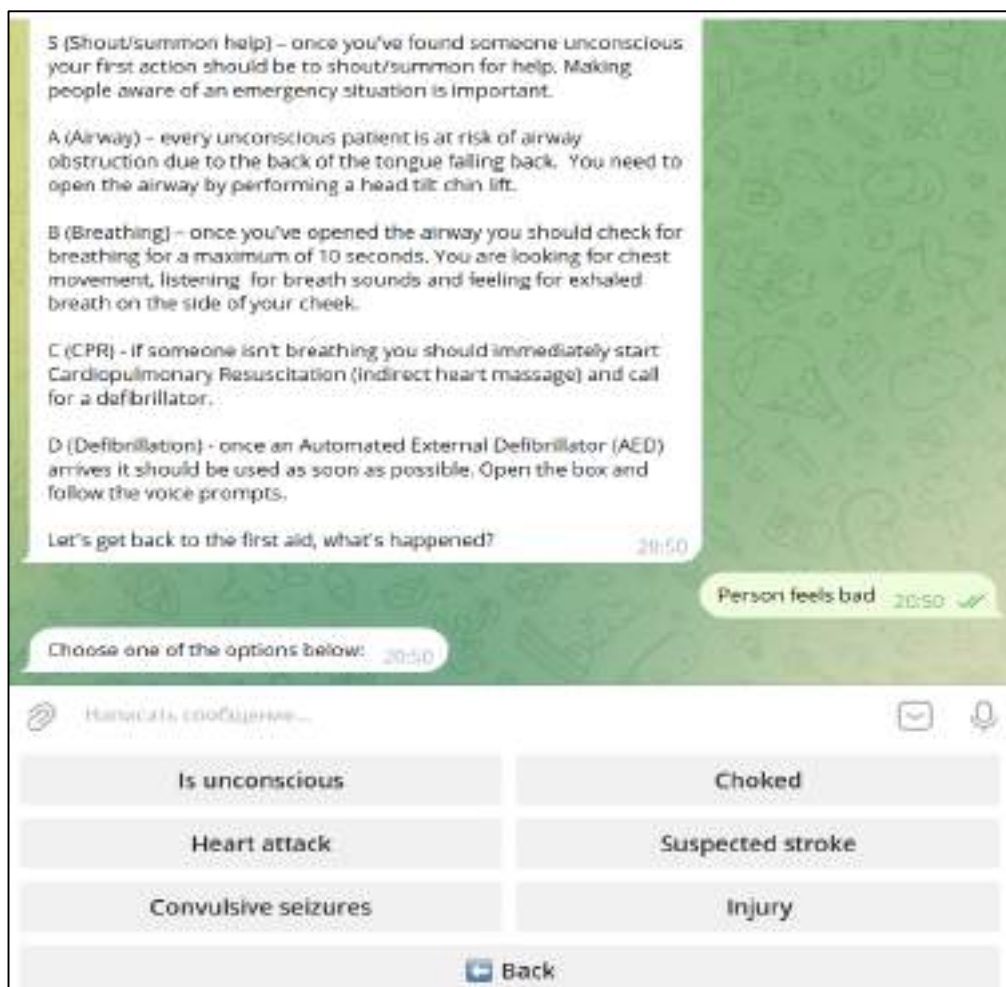 S (Shout/summon help) – once you've found someone unconscious
your first action should be to shout/summon for help. Making
people aware of an emergency situation is important.
A (Airway) – every unconscious patient is at risk of airway
obstruction due to the back of the tongue falling back. You need to
open the airway by performing a head tilt chin lift.
B (Breathing) – once you've opened the airway you should check for
breathing for a maximum of 10 seconds. You are looking for chest
movement, listening for breath sounds and feeling for exhaled
breath on the side of your cheek.
C (CPR) - if someone isn't breathing you should immediately start
Cardiopulmonary Resuscitation (indirect heart massage) and call
for a defibrillator.
D (Defibrillation) - once an Automated External Defibrillator (AED)
arrives it should be used as soon as possible. Open the box and
follow the voice prompts.
Let's get back to the first aid, what's happened? 20:50
Person feels bad 20:50
Choose one of the options below: 20:50
Написать сообщение...
Is unconscious
Choked
Heart attack
Suspected stroke
Convulsive seizures
Injury
Back